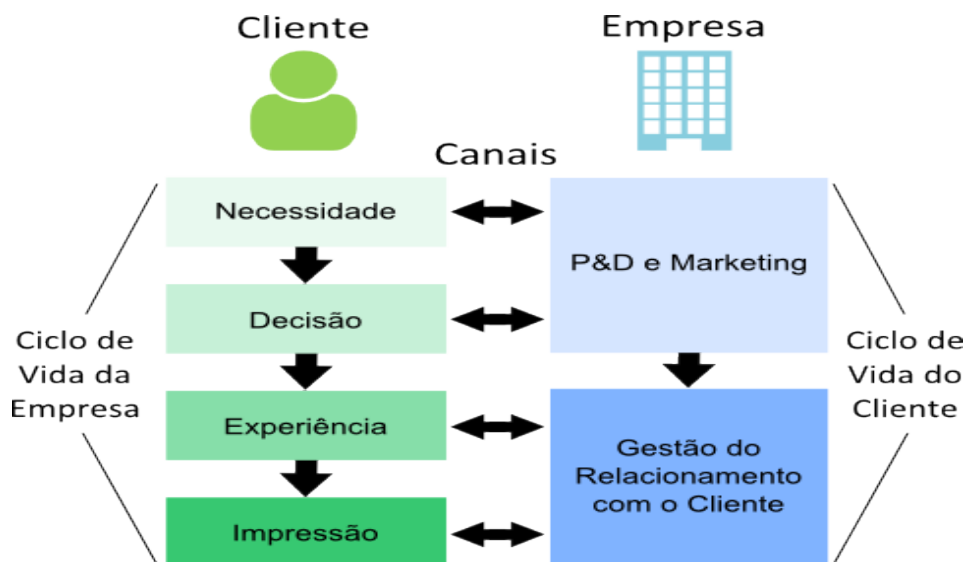 Cliente
Empresa
Canais
Necessidade
P&D e Marketing
Decisão
Ciclo de
Vida da
Empresa
Ciclo de
Vida do
Cliente
Experiência
Gestão do
Relacionamento
com o Cliente
Impressão